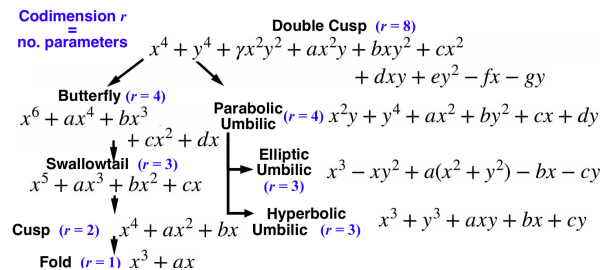 Codimension r
=
no. parameters
Double Cusp (r = 8)
x⁴ + y⁴ + γx²y² + ax²y + bxy² + cx²
+ dxy + ey² − fx − gy
Butterfly (r = 4)
x⁶ + ax⁴ + bx³
+ cx² + dx
Parabolic
Umbilic (r = 4) x²y + y⁴ + ax² + by² + cx + dy
Swallowtail (r = 3)
x⁵ + ax³ + bx² + cx
Elliptic
Umbilic
(r = 3)
x³ − xy² + a(x² + y²) − bx − cy
Cusp (r = 2) x⁴ + ax² + bx
Hyperbolic
Umbilic (r = 3)
x³ + y³ + axy + bx + cy
Fold (r = 1) x³ + ax